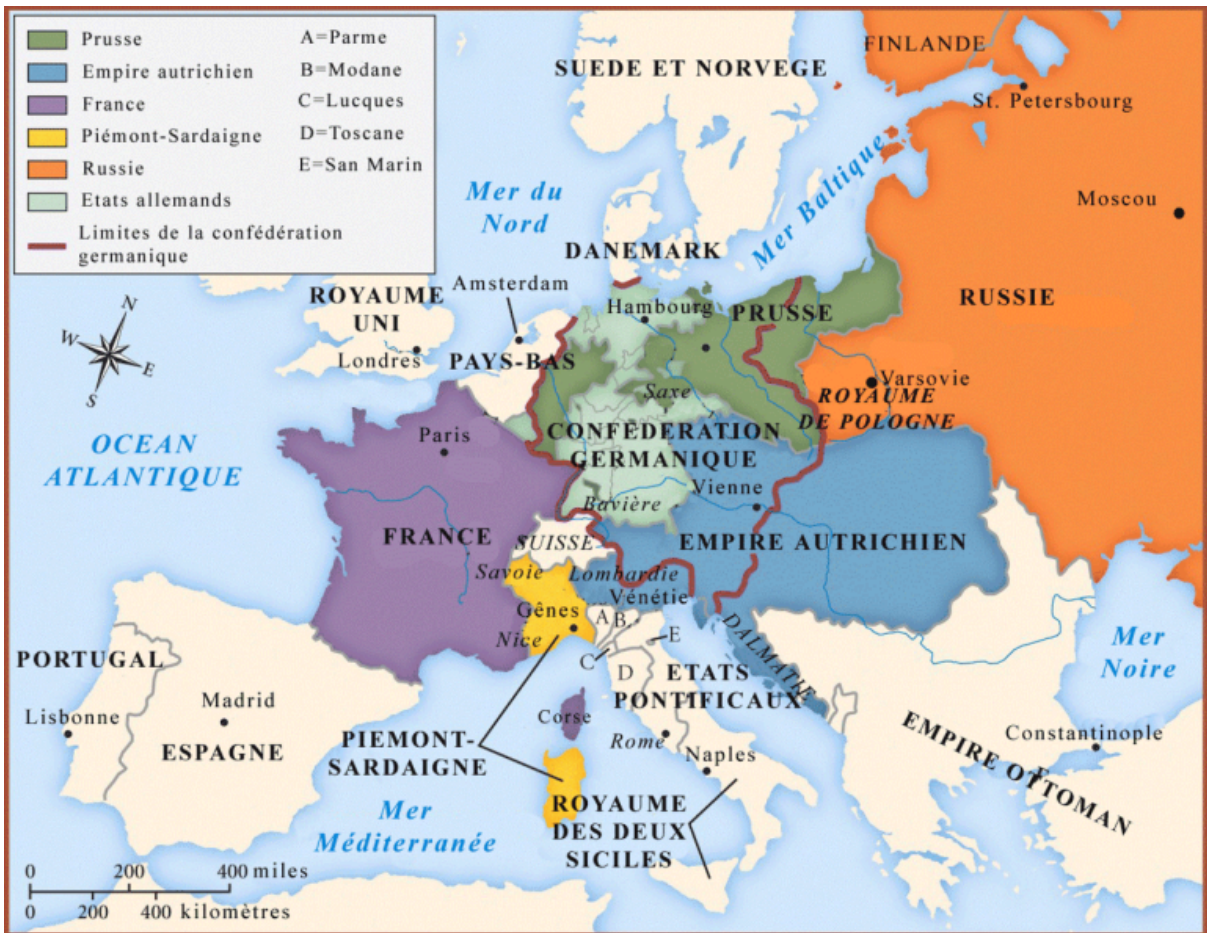 Prusse
Empire autrichien
France
Piémont-Sardaigne
Russie
Etats allemands
Limites de la confédération
germanique
A=Parme
B=Modane
C=Lucques
D=Toscane
E=San Marin
FINLANDE
SUEDE ET NORVEGE
St. Petersbourg
Mer du
Nord
Mer Baltique
Moscou
DANEMARK
Amsterdam
ROYAUME
UNI
Hambourg
PRUSSE
RUSSIE
N
W
E
S
Londres
PAYS-BAS
Varsovie
Saxe
ROYAUME
DE POLOGNE
OCEAN
ATLANTIQUE
Paris
CONFEDERATION
GERMANIQUE
Vienne
Bavière
FRANCE
SUISSE
EMPIRE AUTRICHIEN
Savoie
Lombardie
Vénétie
Gênes
A
B
Nice
E
C
D
DALMATIE
Mer
Noire
PORTUGAL
ETATS
PONTIFICAUX
Madrid
Lisbonne
Corse
ESPAGNE
PIEMONT-
SARDAIGNE
Rome
Naples
Constantinople
EMPIRE OTTOMAN
Mer
Méditerranée
ROYAUME
DES DEUX
SICILES
0 200 400 miles
0 200 400 kilomètres